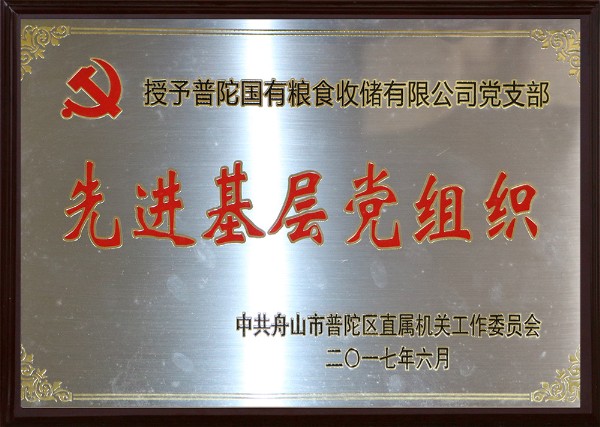 授予普陀国有粮食收储有限公司党支部
先进基层党组织
中共舟山市普陀区直属机关工作委员会
二〇一七年六月